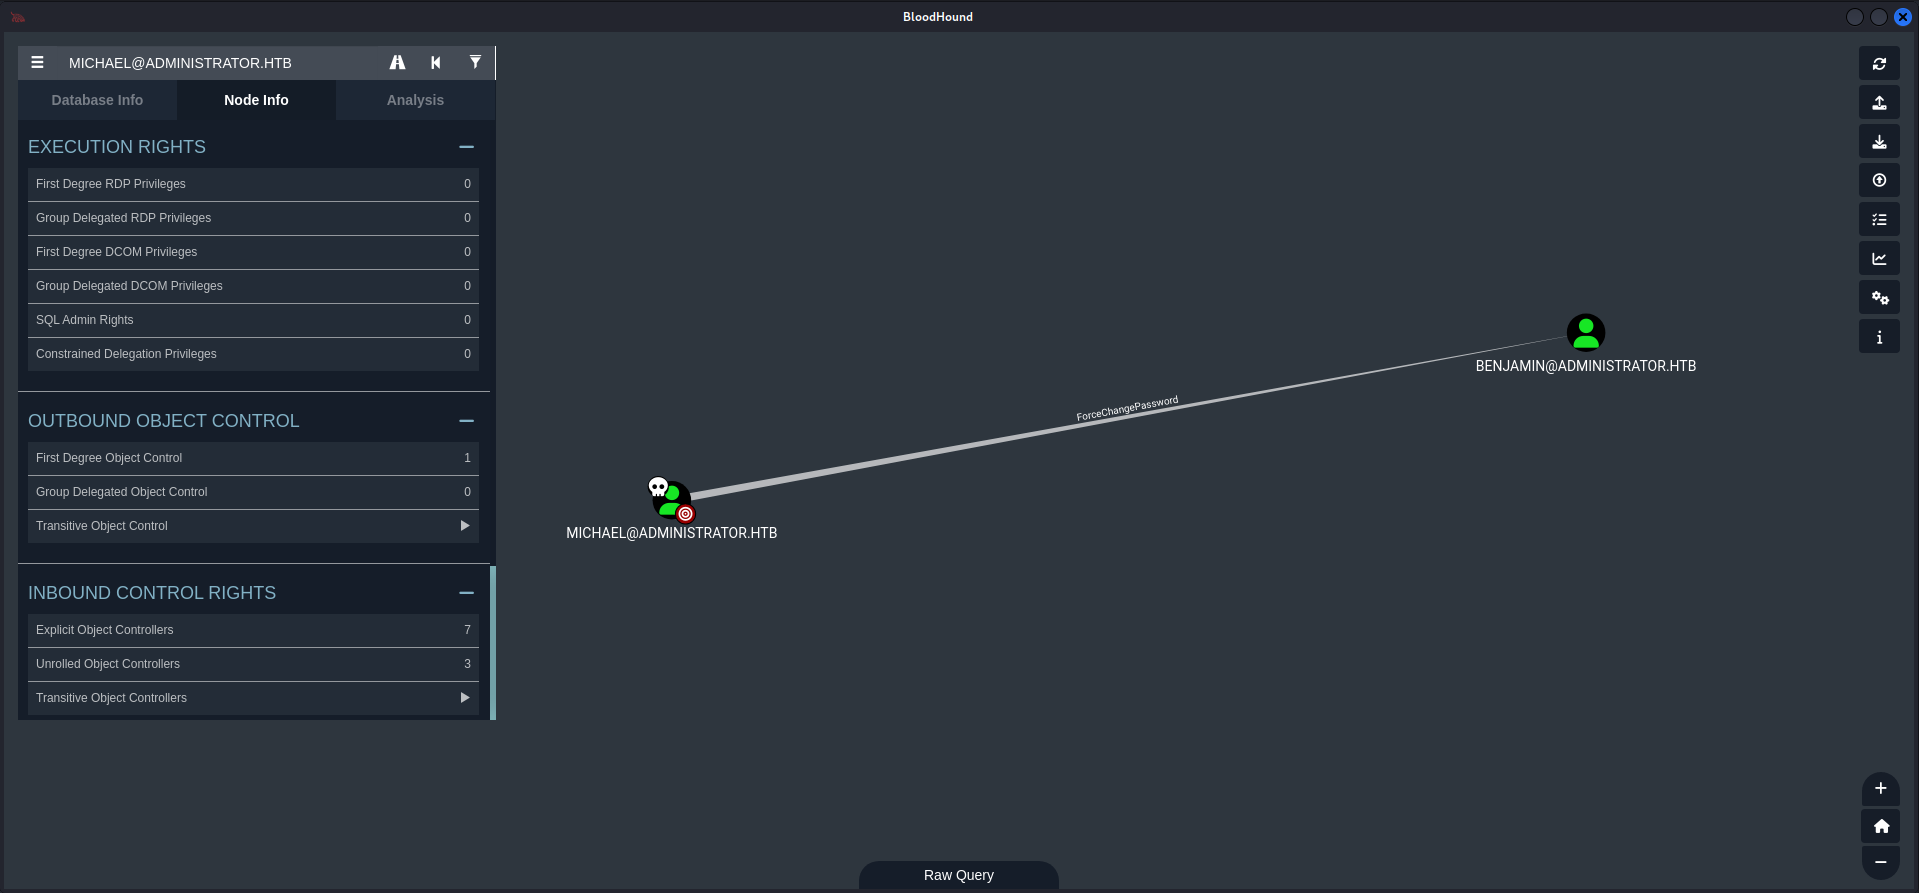 BloodHound
MICHAEL@ADMINISTRATOR.HTB
Database Info
Node Info
Analysis
EXECUTION RIGHTS
First Degree RDP Privileges 0
Group Delegated RDP Privileges 0
First Degree DCOM Privileges 0
Group Delegated DCOM Privileges 0
SQL Admin Rights 0
Constrained Delegation Privileges 0
OUTBOUND OBJECT CONTROL
First Degree Object Control 1
Group Delegated Object Control 0
Transitive Object Control
INBOUND CONTROL RIGHTS
Explicit Object Controllers 7
Unrolled Object Controllers 3
Transitive Object Controllers
BENJAMIN@ADMINISTRATOR.HTB
ForceChangePassword
MICHAEL@ADMINISTRATOR.HTB
Raw Query